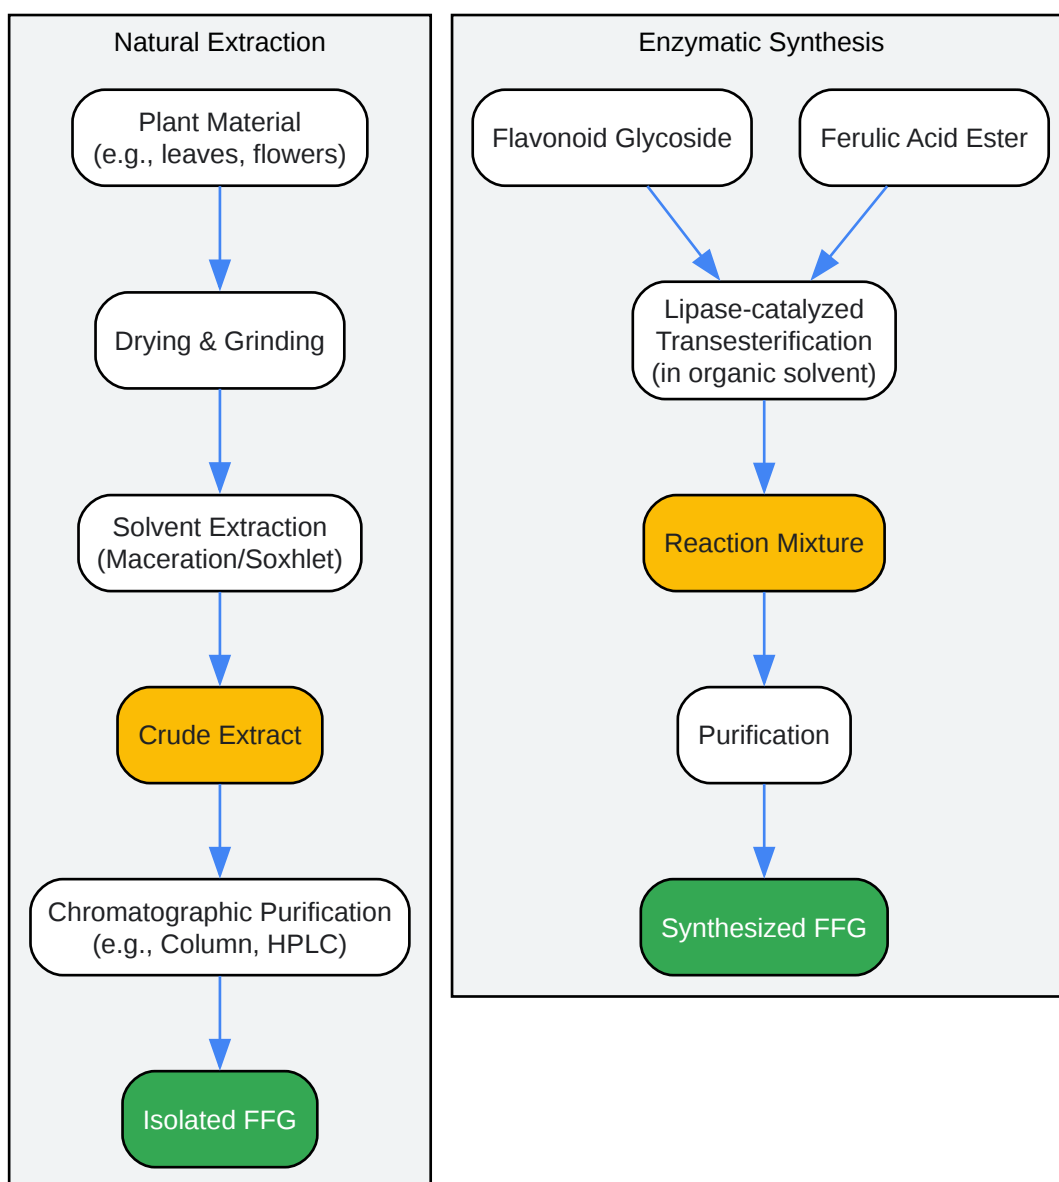 Natural Extraction
Plant Material
(e.g., leaves, flowers)
Drying & Grinding
Solvent Extraction
(Maceration/Soxhlet)
Crude Extract
Chromatographic Purification
(e.g., Column, HPLC)
Isolated FFG
Enzymatic Synthesis
Flavonoid Glycoside
Ferulic Acid Ester
Lipase-catalyzed
Transesterification
(in organic solvent)
Reaction Mixture
Purification
Synthesized FFG